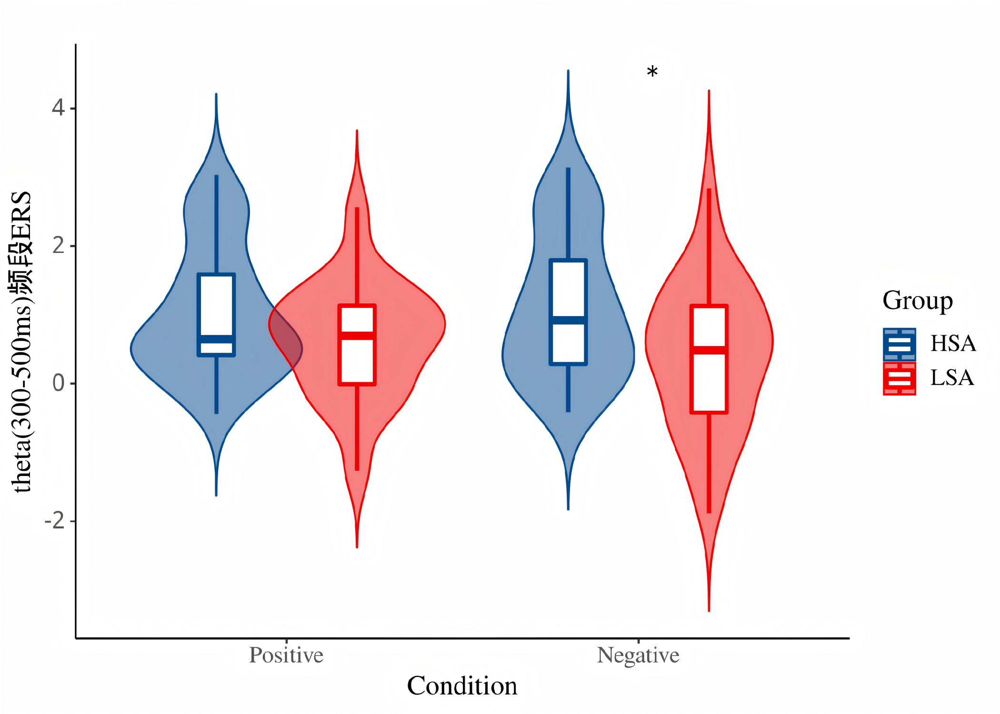 *
4
2
0
-2
theta(300-500ms)频段ERS
Positive
Negative
Condition
Group
HSA
LSA